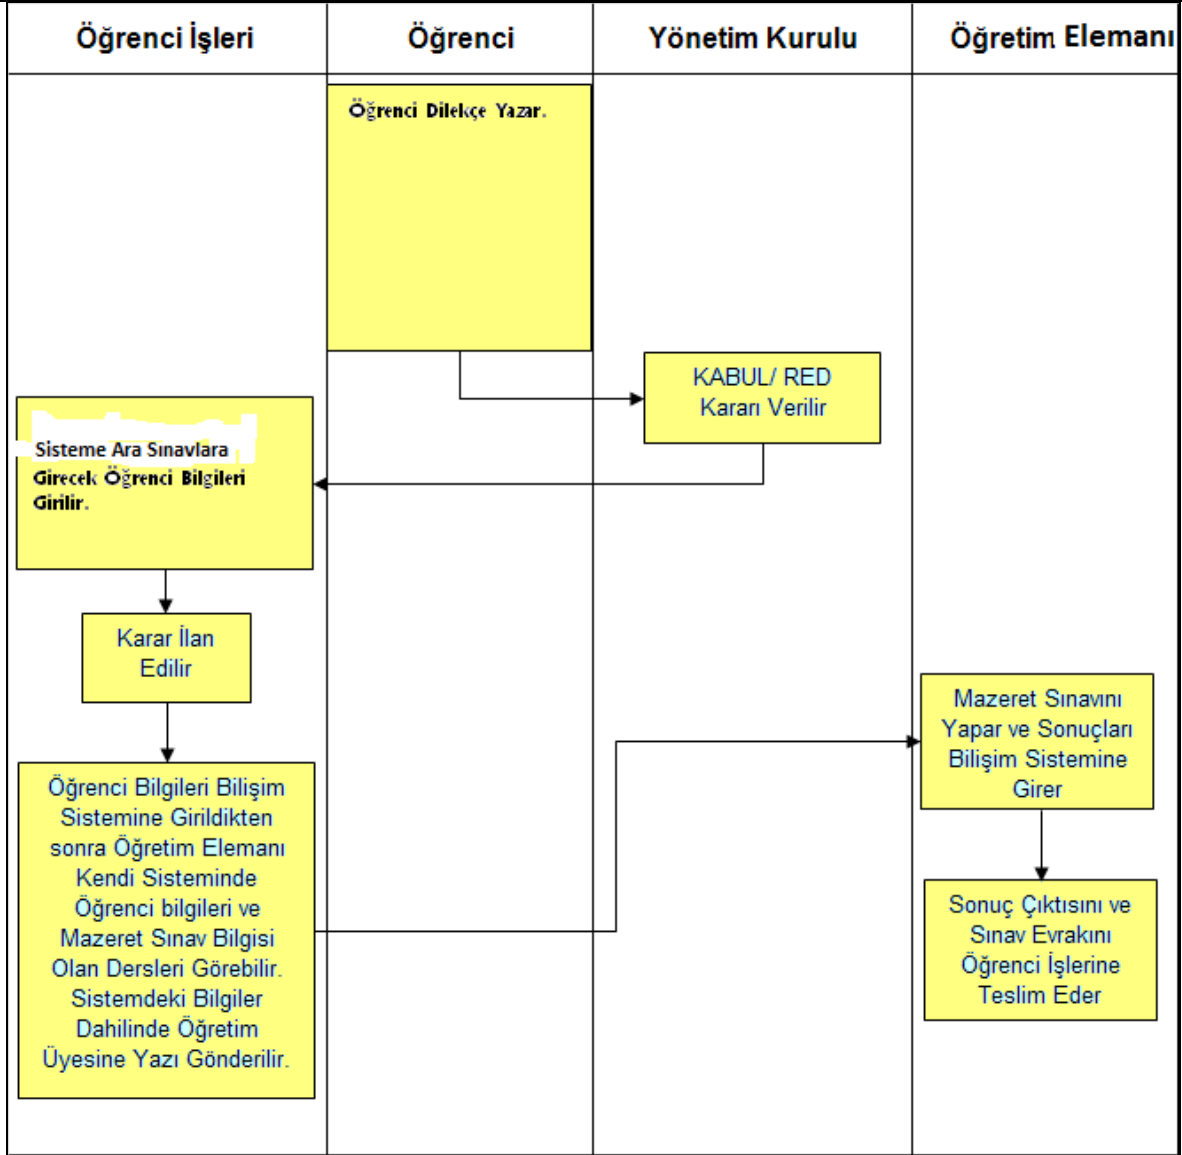 Öğrenci İşleri
Öğrenci
Yönetim Kurulu
Öğretim Elemanı
Öğrenci Dilekçe Yazar.
KABUL/ RED
Kararı Verilir
Sisteme Ara Sınavlara
Girecek Öğrenci Bilgileri
Girilir.
Karar İlan
Edilir
Öğrenci Bilgileri Bilişim
Sistemine Girildikten
sonra Öğretim Elemanı
Kendi Sisteminde
Öğrenci bilgileri ve
Mazeret Sınav Bilgisi
Olan Dersleri Görebilir.
Sistemdeki Bilgiler
Dahilinde Öğretim
Üyesine Yazı Gönderilir.
Mazeret Sınavını
Yapar ve Sonuçları
Bilişim Sistemine
Girer
Sonuç Çıktısını ve
Sınav Evrakını
Öğrenci İşlerine
Teslim Eder